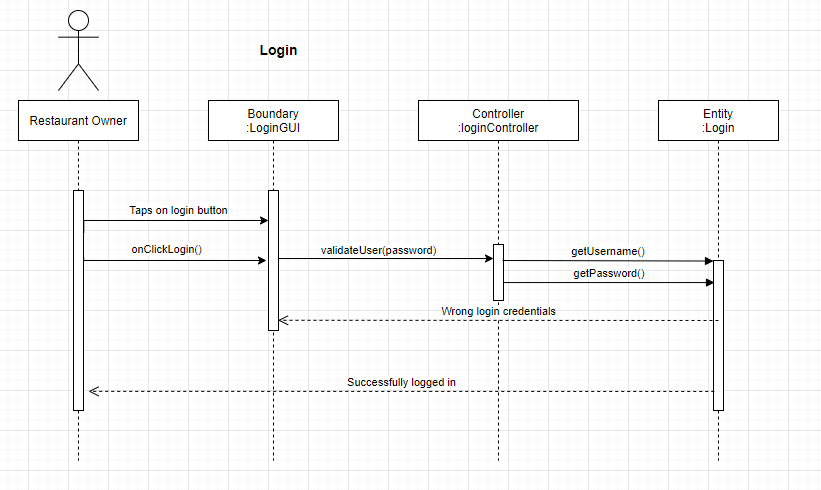 Login
Restaurant Owner
Boundary
:LoginGUI
Controller
:loginController
Entity
:Login
Taps on login button
onClickLogin()
validateUser(password)
getUsername()
getPassword()
Wrong login credentials
Successfully logged in